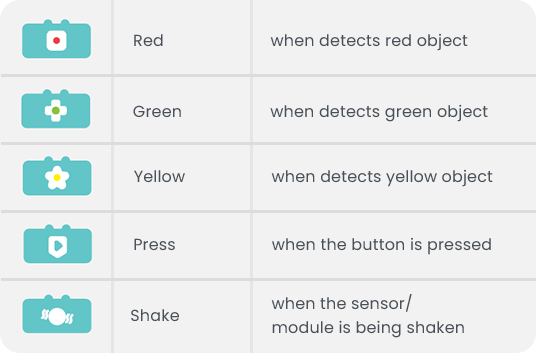 Red
when detects red object
Green
when detects green object
Yellow
when detects yellow object
Press
when the button is pressed
Shake
when the sensor/
module is being shaken